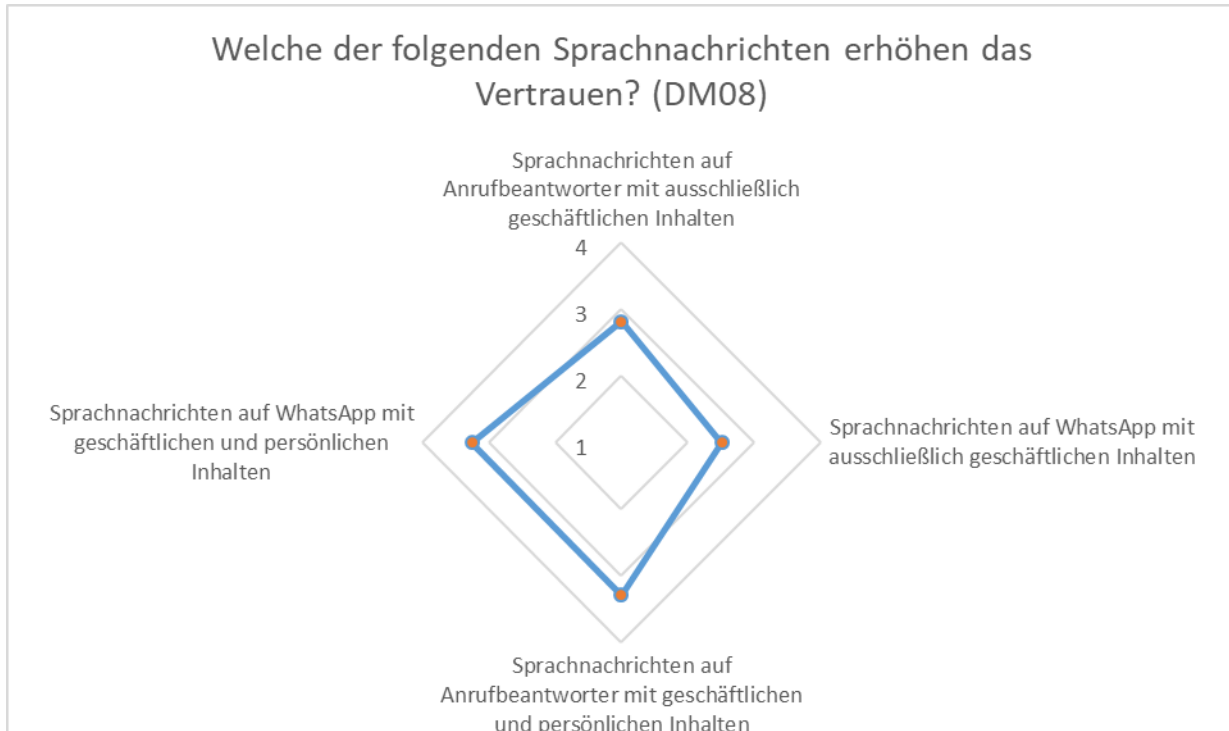 Welche der folgenden Sprachnachrichten erhöhen das
Vertrauen? (DM08)
Sprachnachrichten auf
Anrufbeantworter mit ausschließlich
geschäftlichen Inhalten
4
3
2
1
Sprachnachrichten auf WhatsApp mit
geschäftlichen und persönlichen
Inhalten
Sprachnachrichten auf WhatsApp mit
ausschließlich geschäftlichen Inhalten
Sprachnachrichten auf
Anrufbeantworter mit geschäftlichen
und persönlichen Inhalten